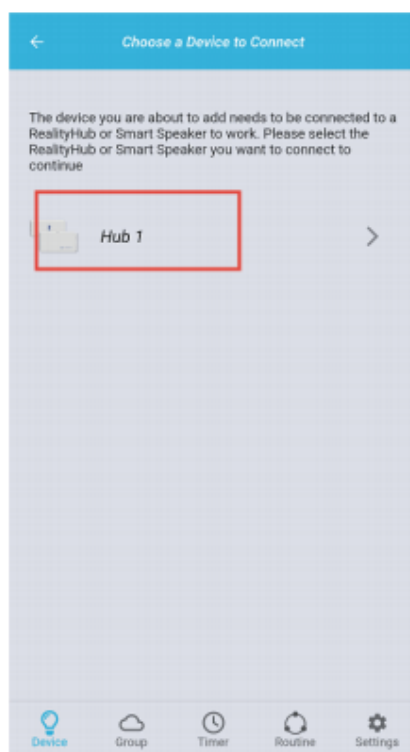 Choose a Device to Connect
The device you are about to add needs to be connected to a
RealityHub or Smart Speaker to work. Please select the
RealityHub or Smart Speaker you want to connect to
continue
Hub 1
Device
Group
Timer
Routine
Settings